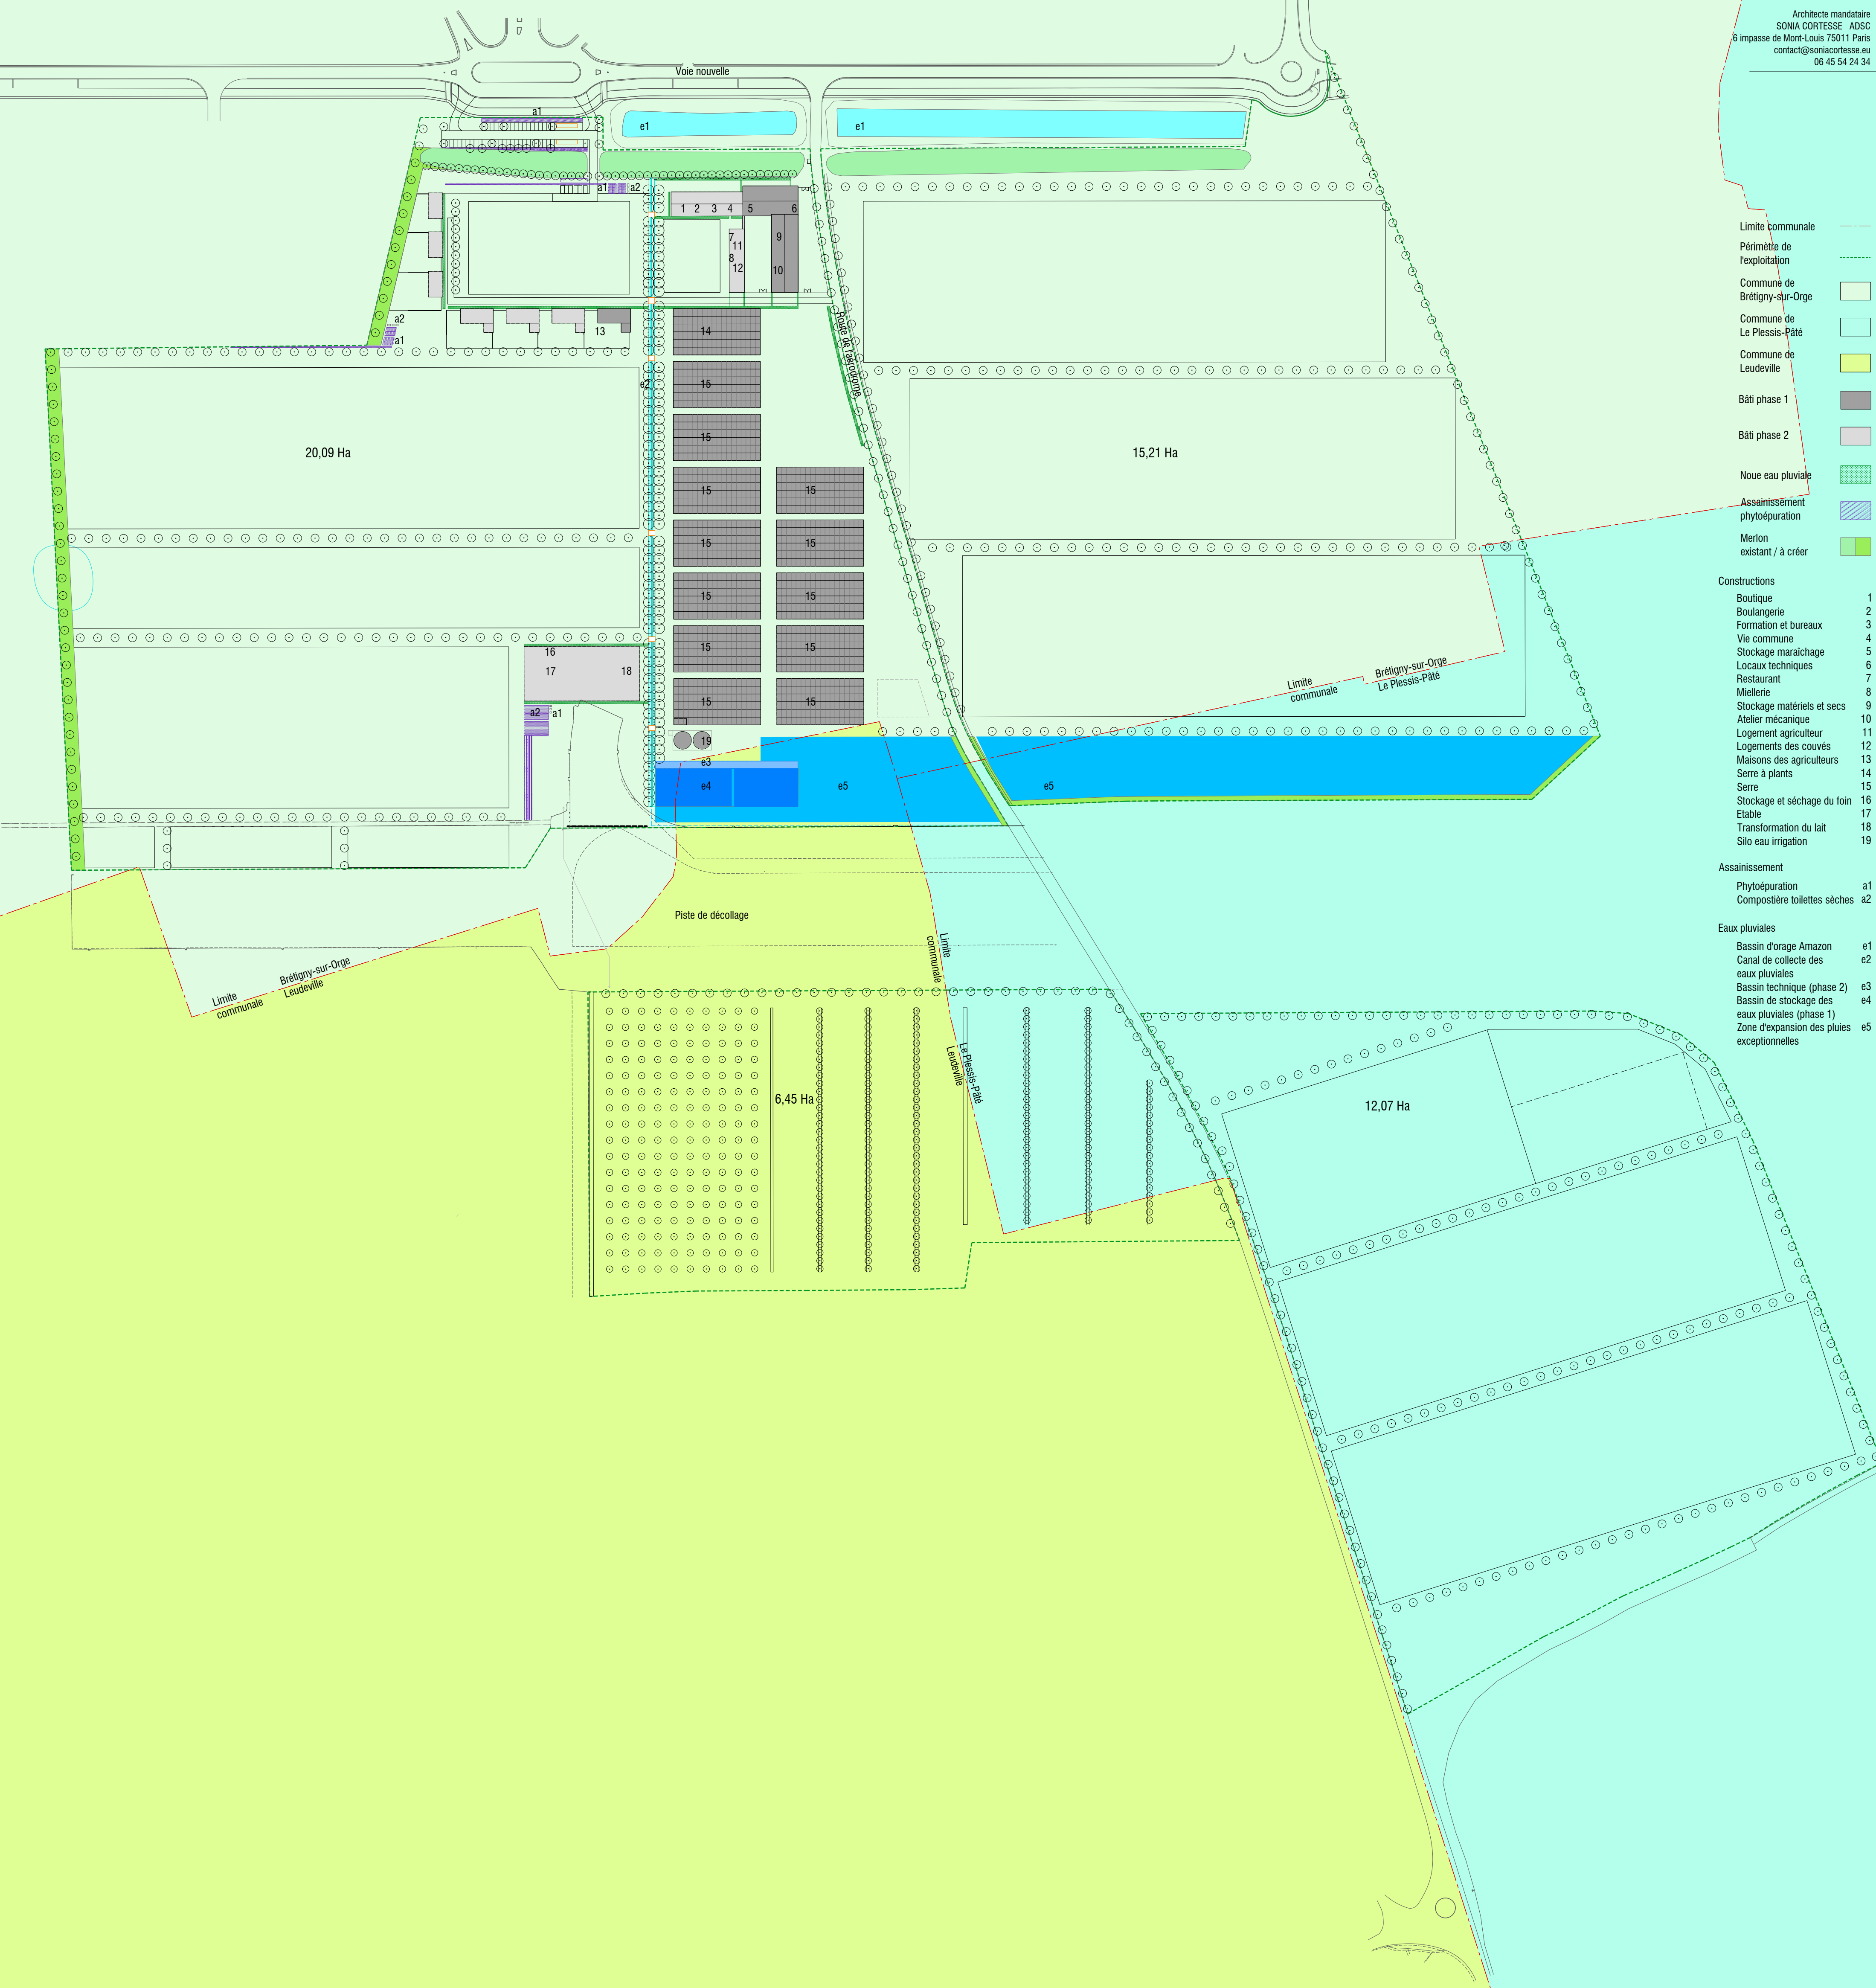 Architecte mandataire
SONIA CORTESSE ADSC
6 impasse de Mont-Louis 75011 Paris
contact@soniacortesse.eu
06 45 54 24 34
Limite communale
Périmètre de
l'exploitation
Commune de
Brétigny-sur-Orge
Commune de
Le Plessis-Pâté
Commune de
Leudeville
Bâti phase 1
Bâti phase 2
Noue eau pluviale
Assainissement
phytoépuration
Merlon
existant / à créer
Constructions
Boutique 1
Boulangerie 2
Formation et bureaux 3
Vie commune 4
Stockage maraîchage 5
Locaux techniques 6
Restaurant 7
Miellerie 8
Stockage matériels et secs 9
Atelier mécanique 10
Logement agriculteur 11
Logements des couvés 12
Maisons des agriculteurs 13
Serre à plants 14
Serre 15
Stockage et séchage du foin 16
Etable 17
Transformation du lait 18
Silo eau irrigation 19
Assainissement
Phytoépuration a1
Compostière toilettes sèches a2
Eaux pluviales
Bassin d'orage Amazon e1
Canal de collecte des e2
eaux pluviales
Bassin technique (phase 2) e3
Bassin de stockage des e4
eaux pluviales (phase 1)
Zone d'expansion des pluies e5
exceptionnelles
Voie nouvelle
a1
e1
e1
a1 a2
1 2 3 4 5 6
7
11
8
12
9
10
a2
a1
13
14
Route de l'aérodrome
e2
15
15
15 15
15 15
15 15
15 15
15 15
20,09 Ha
15,21 Ha
16
17 18
a2 a1
19
e3
e4
e5
e5
Limite
communale
Brétigny-sur-Orge
Le Plessis-Pâté
Piste de décollage
Limite
communale
Limite
communale
Brétigny-sur-Orge
Leudeville
Le Plessis-Pâté
Leudeville
6,45 Ha
12,07 Ha